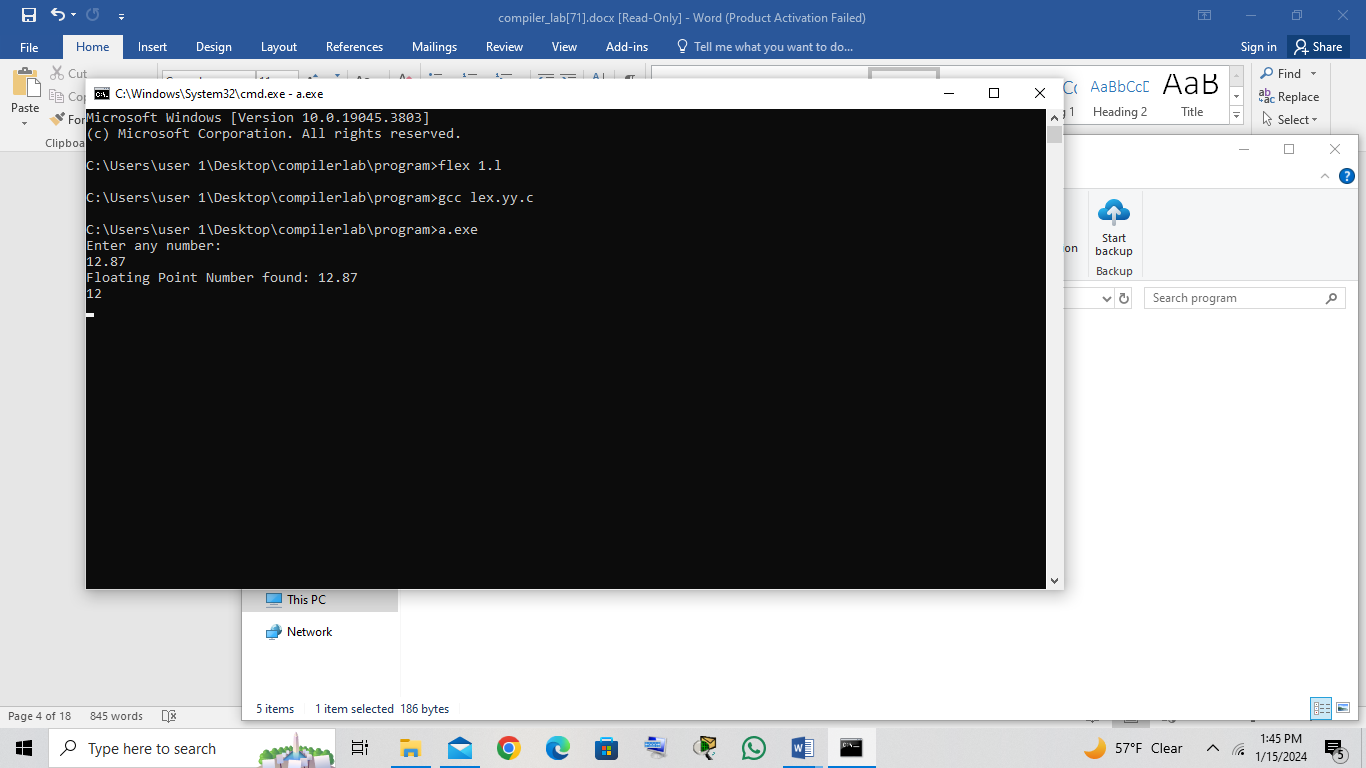 compiler_lab[71].docx [Read-Only] - Word (Product Activation Failed)
File Home Insert Design Layout References Mailings Review View Add-ins Tell me what you want to do... Sign in Share
Cut
Paste
Find
Replace
Select
AaBbCcD AaB
Heading 2 Title
C:\Windows\System32\cmd.exe - a.exe
Microsoft Windows [Version 10.0.19045.3803]
(c) Microsoft Corporation. All rights reserved.
C:\Users\user 1\Desktop\compilerlab\program>flex 1.l
C:\Users\user 1\Desktop\compilerlab\program>gcc lex.yy.c
C:\Users\user 1\Desktop\compilerlab\program>a.exe
Enter any number:
12.87
Floating Point Number found: 12.87
12
Start
backup
Backup
Search program
This PC
Network
5 items 1 item selected 186 bytes
Page 4 of 18 845 words
Type here to search
57°F Clear
1:45 PM
1/15/2024
5